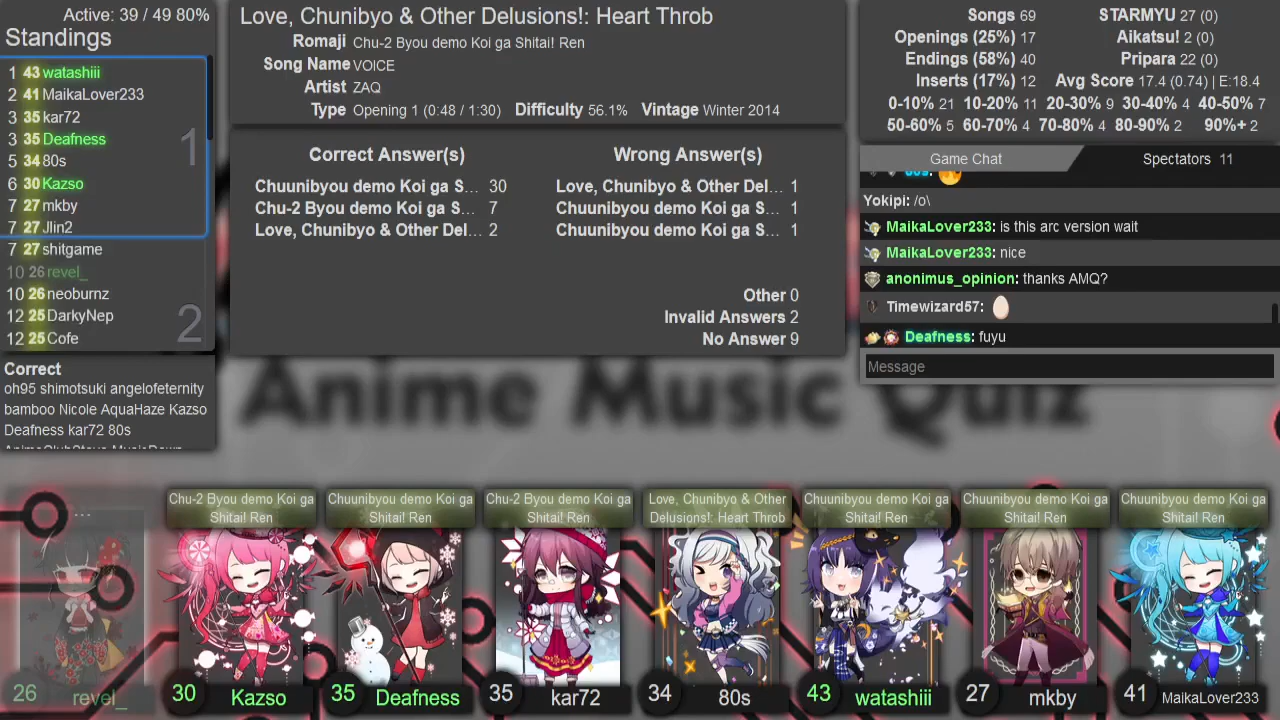 Active: 39 / 49 80%
Standings
1 43 watashiii
2 41 MaikaLover233
3 35 kar72
3 35 Deafness
5 34 80s
6 30 Kazso
7 27 mkby
7 27 Jlin2
7 27 shitgame
10 26 revel_
10 26 neoburnz
12 25 DarkyNep
12 25 Cofe
1
2
Correct
oh95 shimotsuki angelofeternity
bamboo Nicole AquaHaze Kazso
Deafness kar72 80s
Love, Chunibyo & Other Delusions!: Heart Throb
Romaji Chu-2 Byou demo Koi ga Shitai! Ren
Song Name VOICE
Artist ZAQ
Type Opening 1 (0:48 / 1:30) Difficulty 56.1% Vintage Winter 2014
Correct Answer(s)
Chuunibyou demo Koi ga S... 30
Chu-2 Byou demo Koi ga S... 7
Love, Chunibyo & Other Del... 2
Wrong Answer(s)
Love, Chunibyo & Other Del... 1
Chuunibyou demo Koi ga S... 1
Chuunibyou demo Koi ga S... 1
Other 0
Invalid Answers 2
No Answer 9
Songs 69
Openings (25%) 17
Endings (58%) 40
Inserts (17%) 12
STARMYU 27 (0)
Aikatsu! 2 (0)
Pripara 22 (0)
Avg Score 17.4 (0.74) | E:18.4
0-10% 21 10-20% 11 20-30% 9 30-40% 4 40-50% 7
50-60% 5 60-70% 4 70-80% 4 80-90% 2 90%+ 2
Game Chat
Spectators 11
80s:
Yokipi: /o\
MaikaLover233: is this arc version wait
MaikaLover233: nice
anonimus_opinion: thanks AMQ?
Timewizard57:
Deafness: fuyu
Message
Anime Music Quiz
...
26 revel_
Chu-2 Byou demo Koi ga
Shitai! Ren
30 Kazso
Chuunibyou demo Koi ga
Shitai! Ren
35 Deafness
Chu-2 Byou demo Koi ga
Shitai! Ren
35 kar72
Love, Chunibyo & Other
Delusions!: Heart Throb
34 80s
Chuunibyou demo Koi ga
Shitai! Ren
43 watashiii
Chuunibyou demo Koi ga
Shitai! Ren
27 mkby
Chuunibyou demo Koi ga
Shitai! Ren
41 MaikaLover233